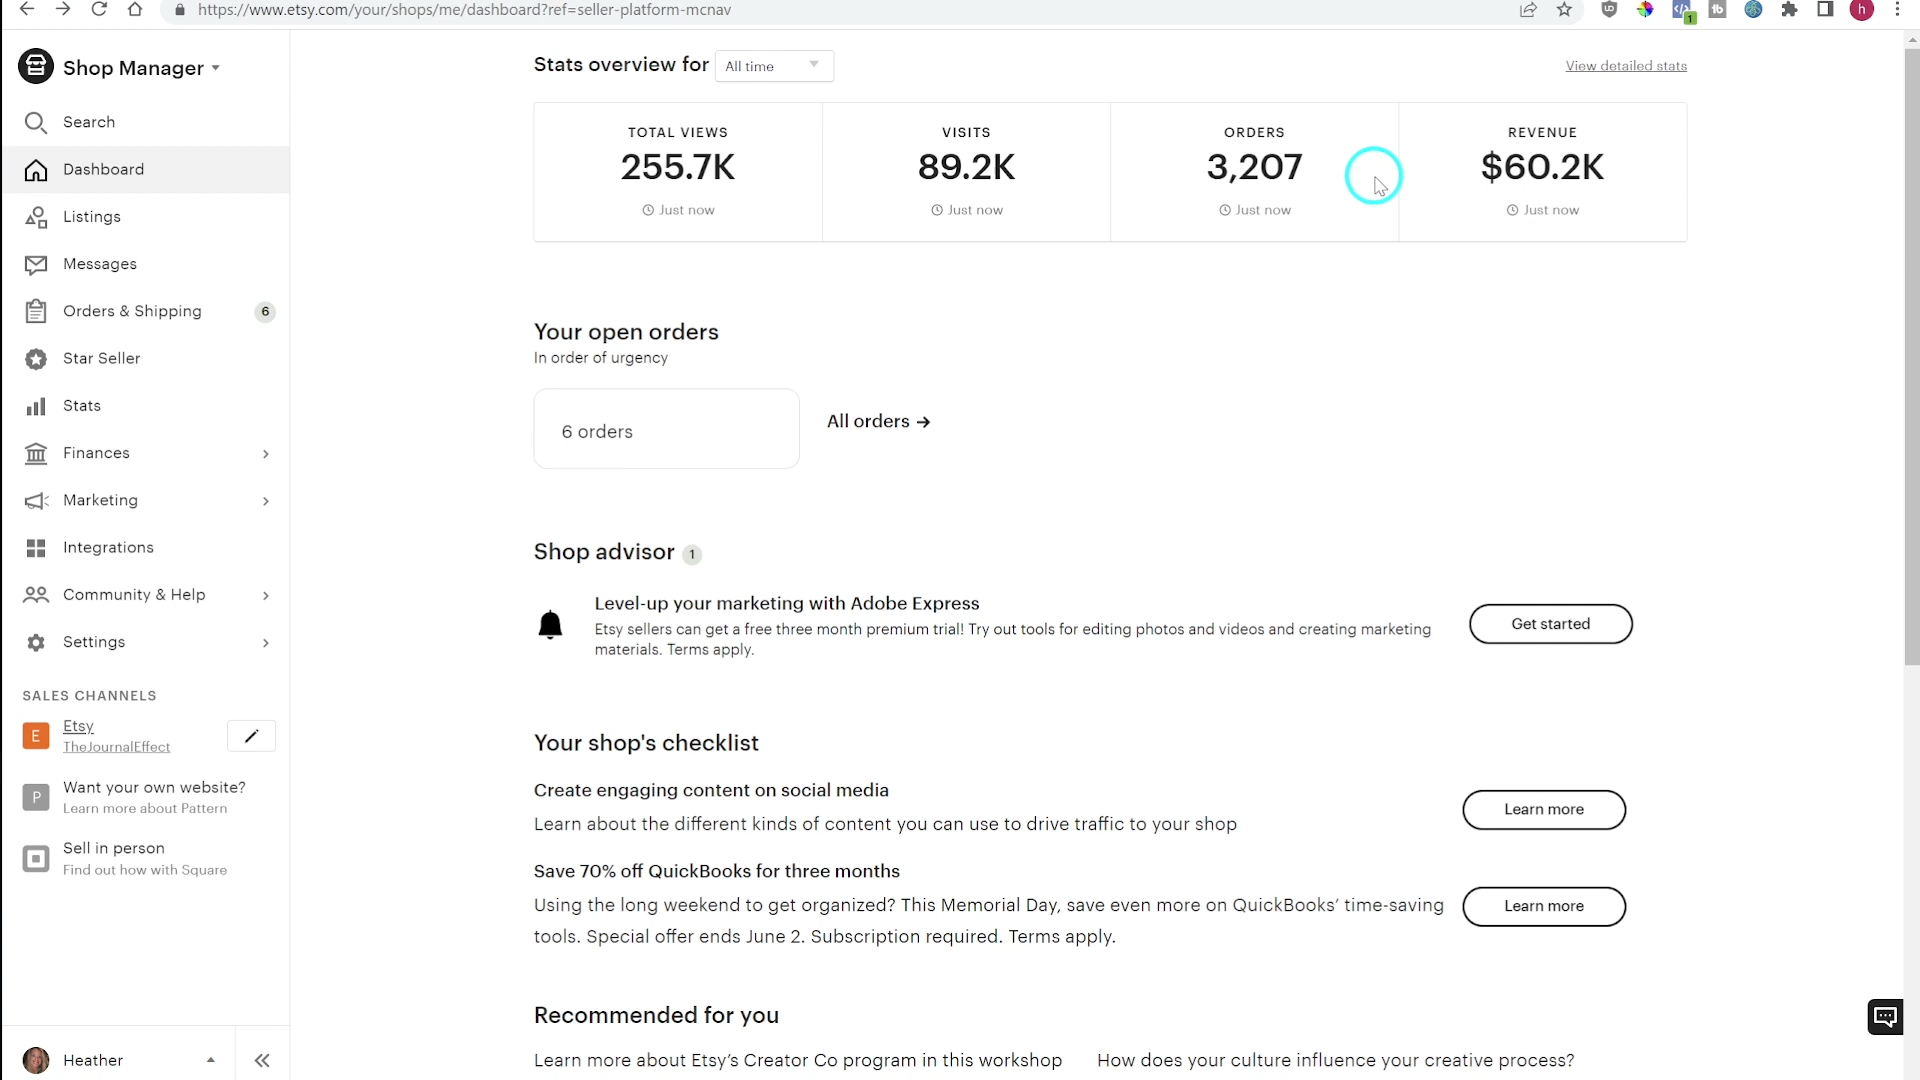 https://www.etsy.com/your/shops/me/dashboard?ref=seller-platform-mcnav
1
h
Shop Manager
Search
Dashboard
Listings
Messages
Orders & Shipping 6
Star Seller
Stats
Finances
Marketing
Integrations
Community & Help
Settings
SALES CHANNELS
E
Etsy
TheJournalEffect
P
Want your own website?
Learn more about Pattern
Sell in person
Find out how with Square
Heather
Stats overview for All time
View detailed stats
TOTAL VIEWS
255.7K
Just now
VISITS
89.2K
Just now
ORDERS
3,207
Just now
REVENUE
$60.2K
Just now
Your open orders
In order of urgency
6 orders
All orders →
Shop advisor 1
Level-up your marketing with Adobe Express
Etsy sellers can get a free three month premium trial! Try out tools for editing photos and videos and creating marketing
materials. Terms apply.
Get started
Your shop's checklist
Create engaging content on social media
Learn about the different kinds of content you can use to drive traffic to your shop
Learn more
Save 70% off QuickBooks for three months
Using the long weekend to get organized? This Memorial Day, save even more on QuickBooks’ time-saving
tools. Special offer ends June 2. Subscription required. Terms apply.
Learn more
Recommended for you
Learn more about Etsy’s Creator Co program in this workshop
How does your culture influence your creative process?